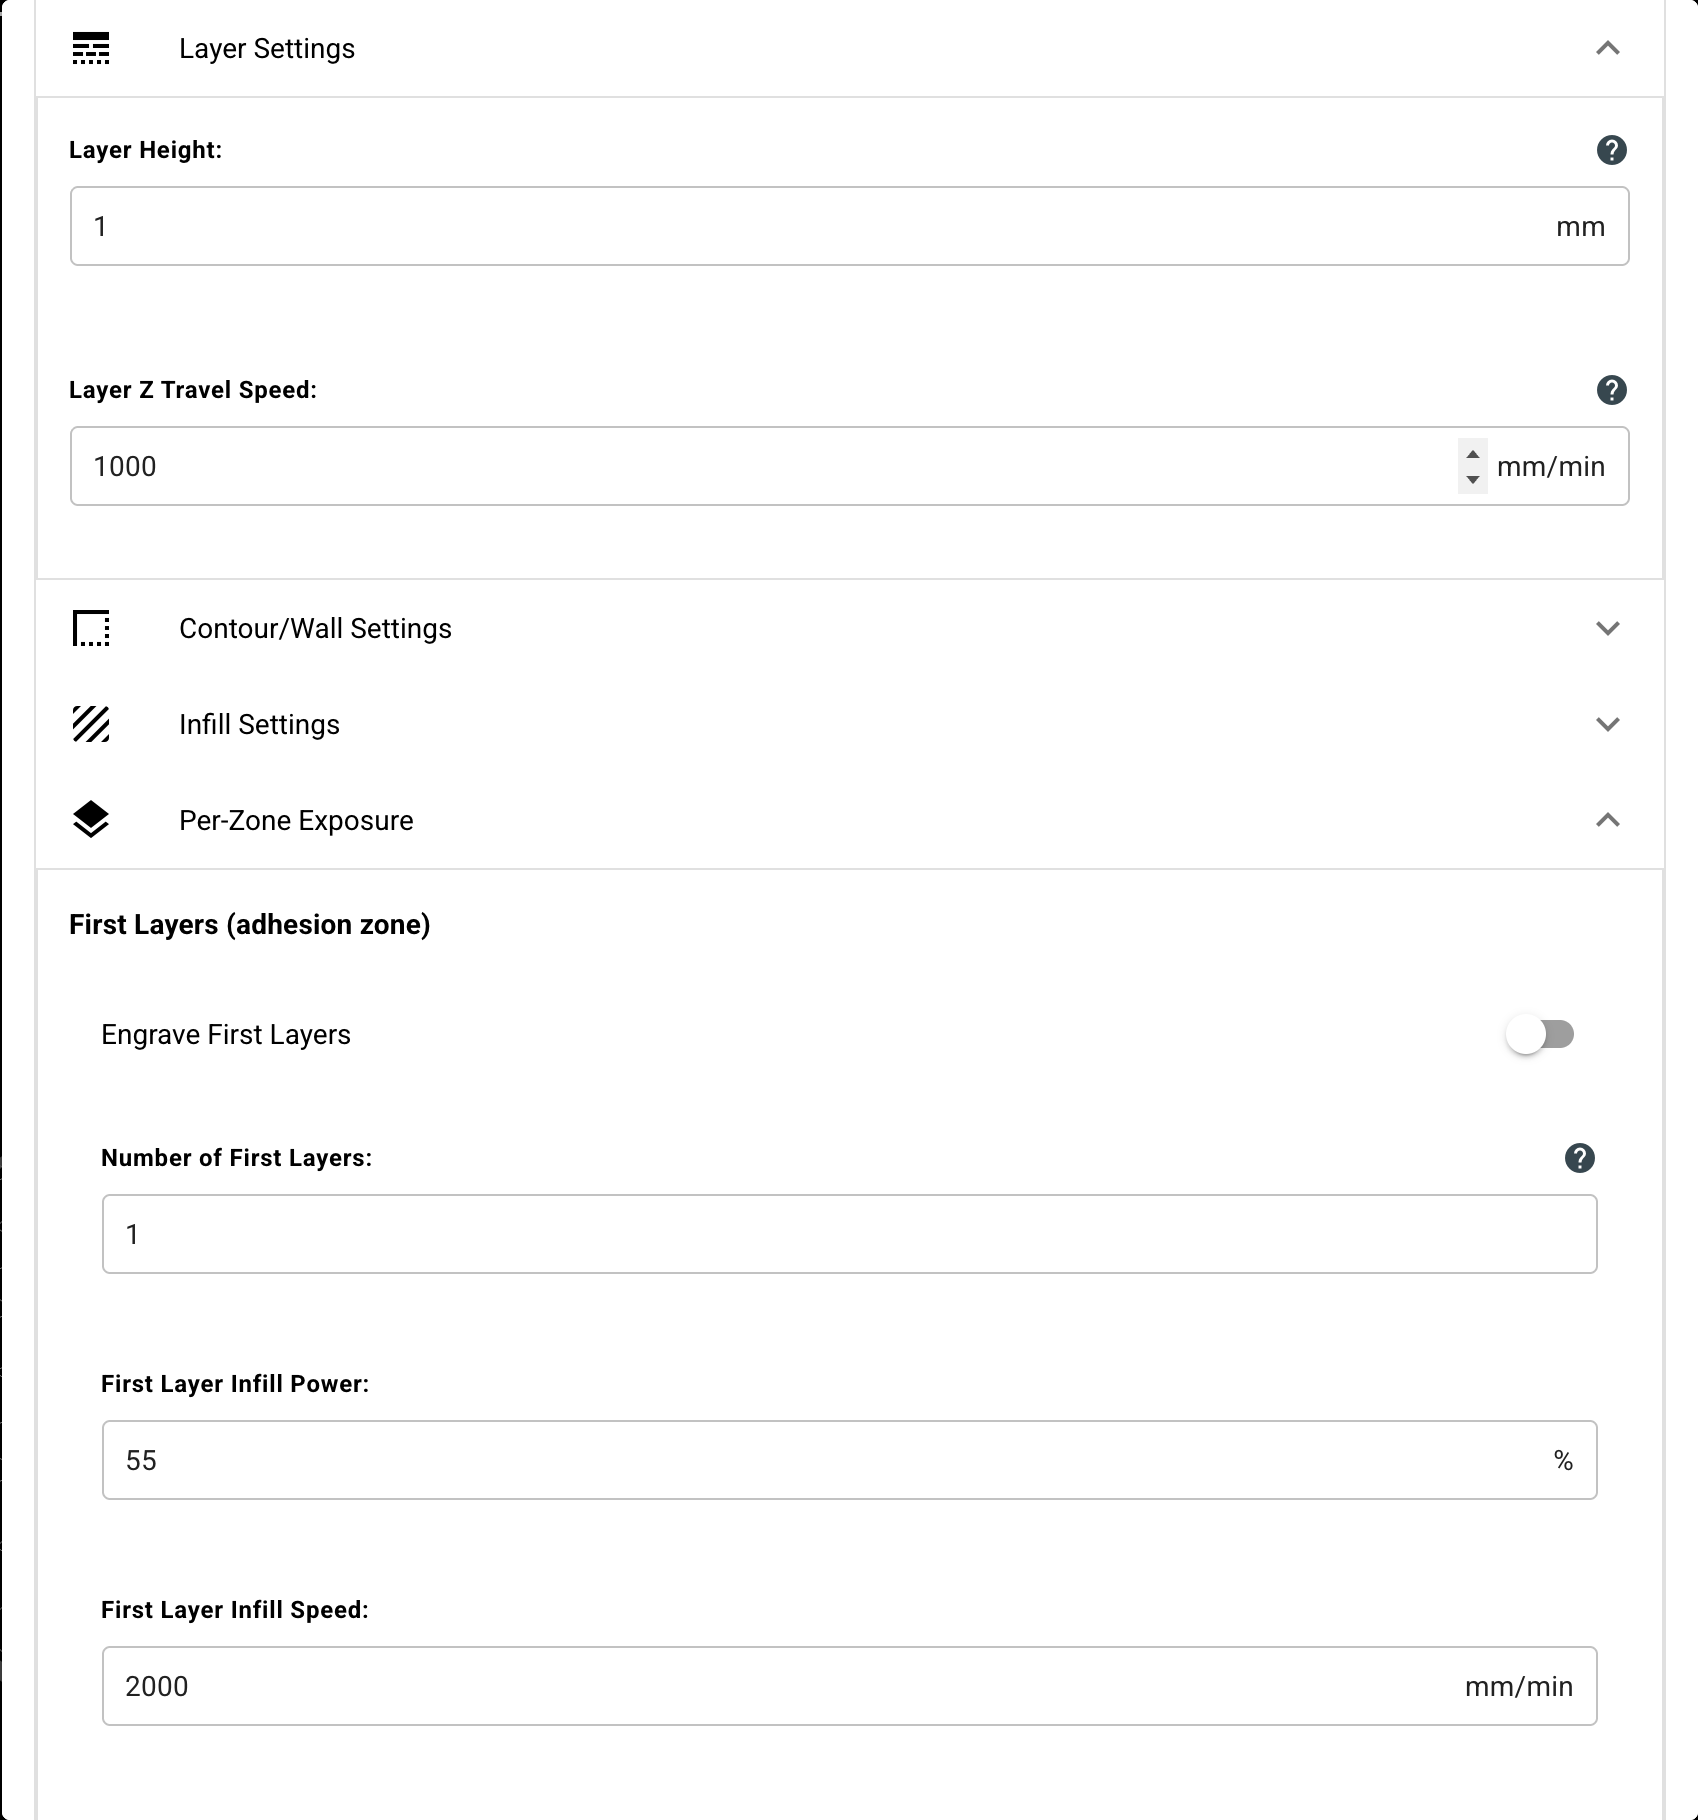 Layer Settings
Layer Height:
1 mm
Layer Z Travel Speed:
1000 mm/min
Contour/Wall Settings
Infill Settings
Per-Zone Exposure
First Layers (adhesion zone)
Engrave First Layers
Number of First Layers:
1
First Layer Infill Power:
55 %
First Layer Infill Speed:
2000 mm/min